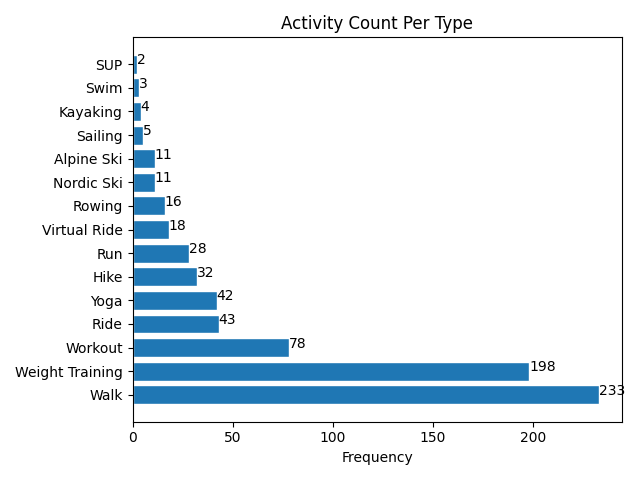 Activity Count Per Type
SUP 2
Swim 3
Kayaking 4
Sailing 5
Alpine Ski 11
Nordic Ski 11
Rowing 16
Virtual Ride 18
Run 28
Hike 32
Yoga 42
Ride 43
Workout 78
Weight Training 198
Walk 233
0 50 100 150 200
Frequency